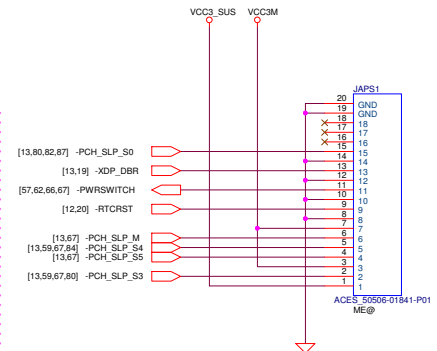 VCC3_SUS VCC3M
JAPS1
20 GND
19 GND
18 18
17 17
16 16
[13,80,82,87] -PCH_SLP_S0 15 15
14 14
[13,19] -XDP_DBR 13 13
12 12
[57,62,66,67] -PWRSWITCH 11 11
10 10
[12,20] -RTCRST 9 9
8 8
7 7
[13,67] -PCH_SLP_M 6 6
[13,59,67,84] -PCH_SLP_S4 5 5
[13,67] -PCH_SLP_S5 4 4
3 3
[13,59,67,80] -PCH_SLP_S3 2 2
1 1
ACES_50506-01841-P01
ME@